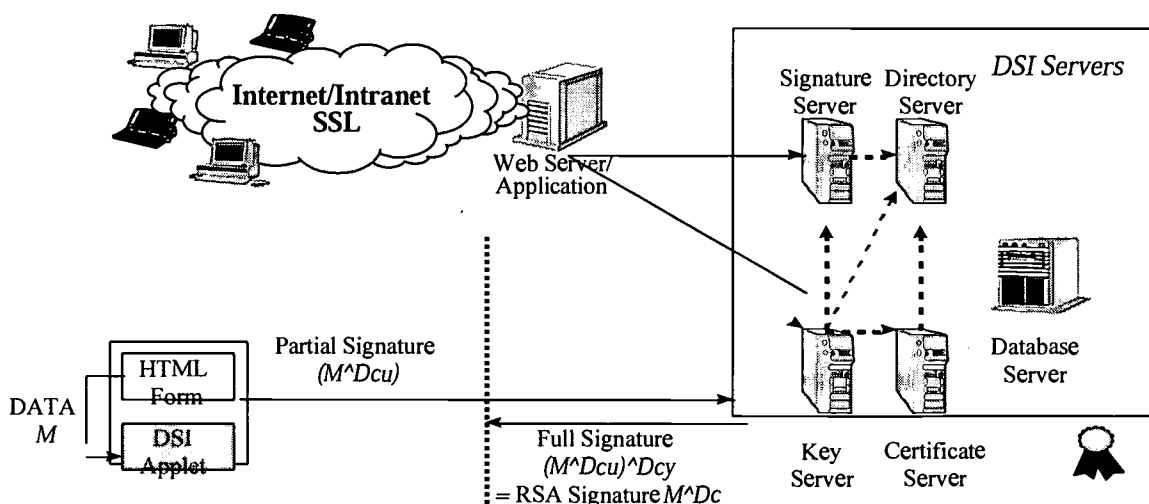 Internet/Intranet
SSL
Web Server/
Application
DSI Servers
Signature
Server
Directory
Server
Database
Server
Key
Server
Certificate
Server
DATA
M
HTML
Form
DSI
Applet
Partial Signature
(M^Dcu)
Full Signature
(M^Dcu)^Dcy
= RSA Signature M^Dc